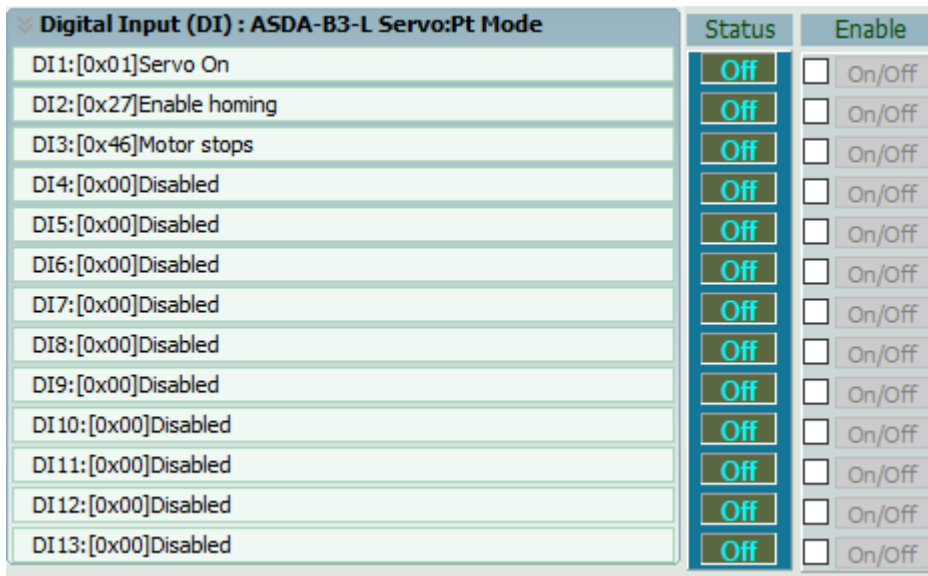 Digital Input (DI) : ASDA-B3-L Servo:Pt Mode Status Enable
DI1:[0x01]Servo On Off On/Off
DI2:[0x27]Enable homing Off On/Off
DI3:[0x46]Motor stops Off On/Off
DI4:[0x00]Disabled Off On/Off
DI5:[0x00]Disabled Off On/Off
DI6:[0x00]Disabled Off On/Off
DI7:[0x00]Disabled Off On/Off
DI8:[0x00]Disabled Off On/Off
DI9:[0x00]Disabled Off On/Off
DI10:[0x00]Disabled Off On/Off
DI11:[0x00]Disabled Off On/Off
DI12:[0x00]Disabled Off On/Off
DI13:[0x00]Disabled Off On/Off